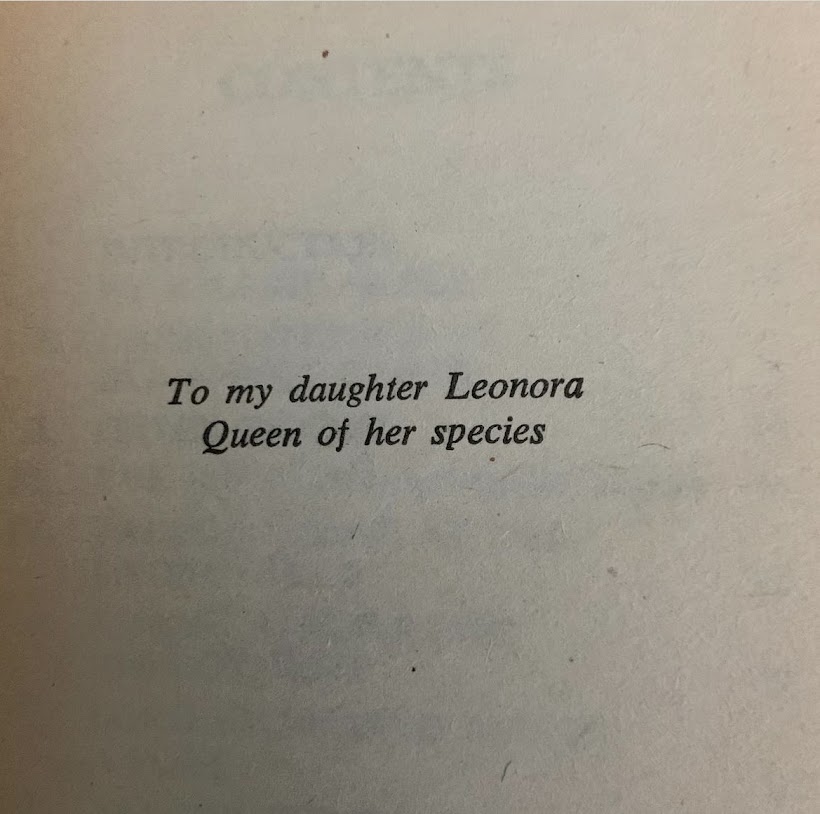 To my daughter Leonora
Queen of her species